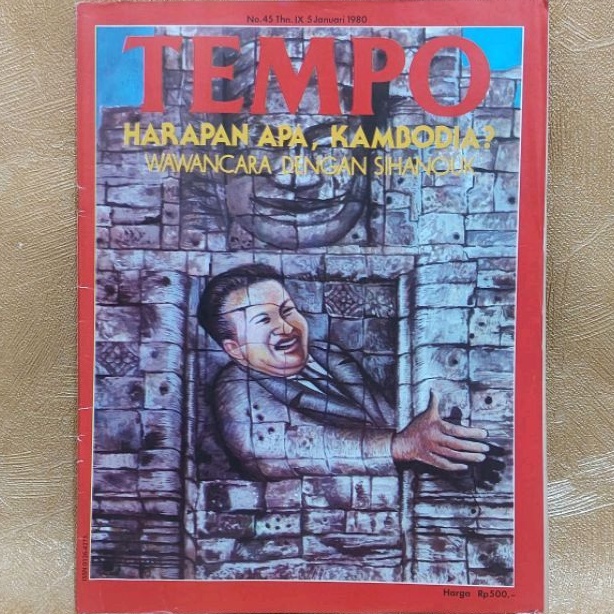 No. 45 Thn. IX 5 Januari 1980
TEMPO
HARAPAN APA, KAMBODIA?
WAWANCARA DENGAN SIHANOUK
Harga Rp500,-